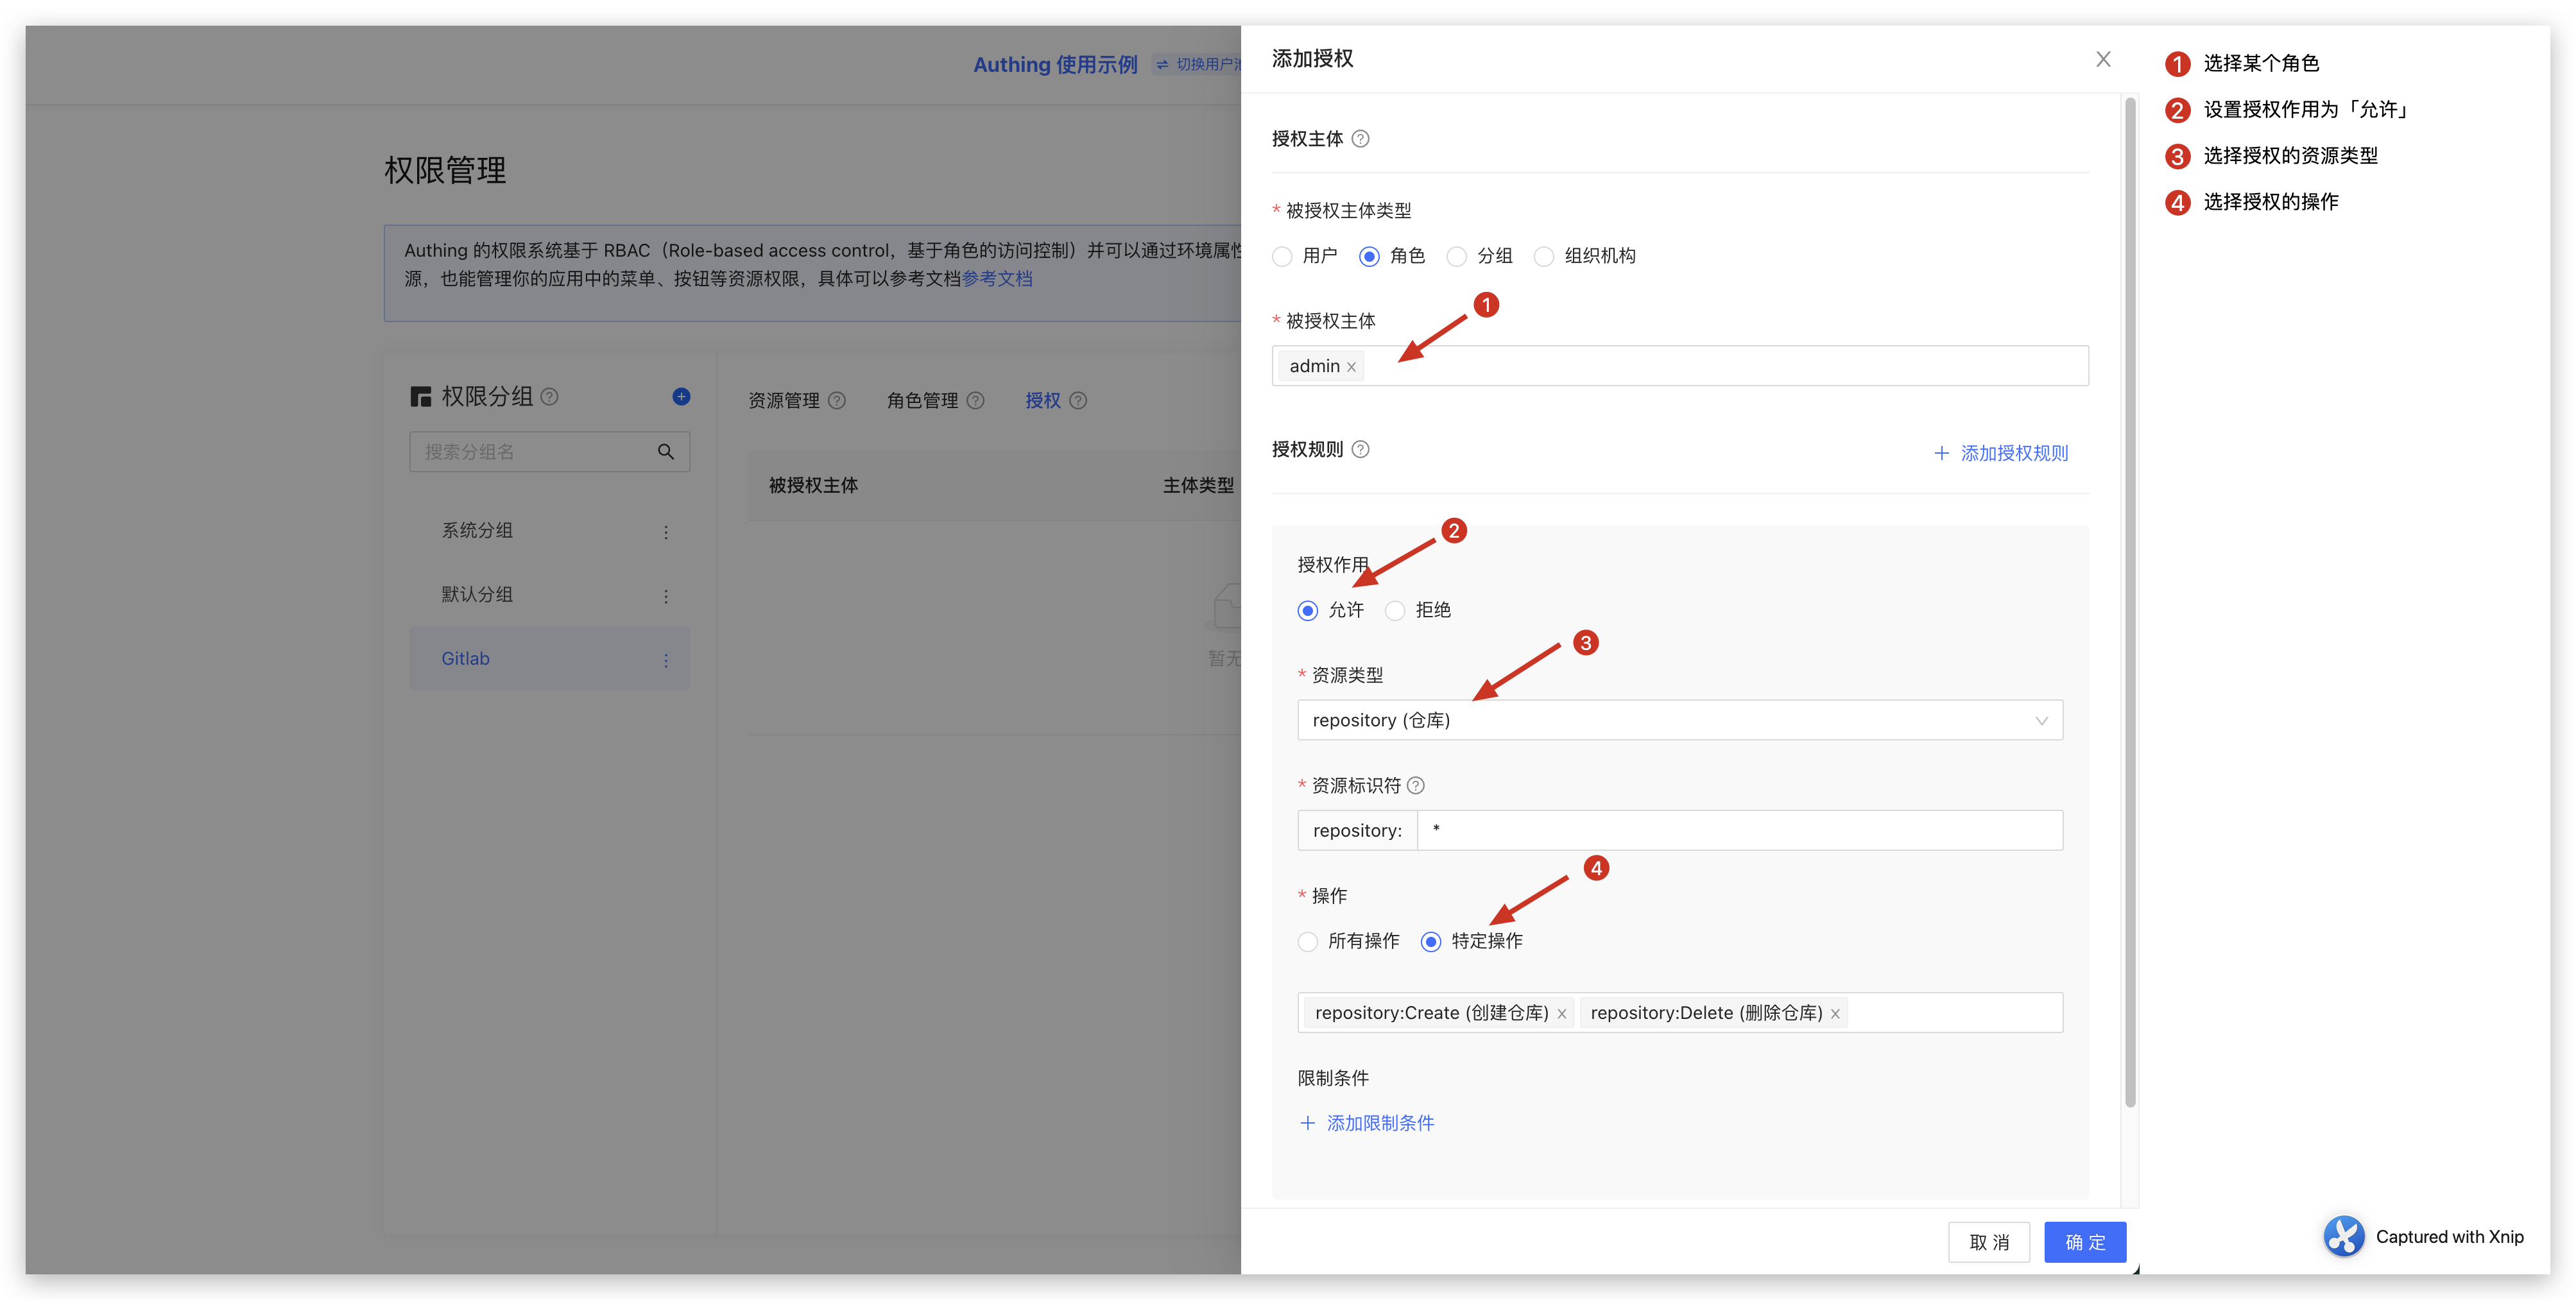 Authing 使用示例
切换用户池
权限管理
Authing 的权限系统基于 RBAC（Role-based access control，基于角色的访问控制）并可以通过环境属性
源，也能管理你的应用中的菜单、按钮等资源权限，具体可以参考文档参考文档
权限分组
搜索分组名
系统分组
默认分组
Gitlab
资源管理 角色管理 授权
被授权主体 主体类型
暂无
添加授权
授权主体
* 被授权主体类型
用户 角色 分组 组织机构
1
* 被授权主体
admin
授权规则
添加授权规则
2
授权作用
允许 拒绝
3
* 资源类型
repository (仓库)
* 资源标识符
repository: *
4
* 操作
所有操作 特定操作
repository:Create (创建仓库) repository:Delete (删除仓库)
限制条件
添加限制条件
取 消 确 定
1 选择某个角色
2 设置授权作用为「允许」
3 选择授权的资源类型
4 选择授权的操作
Captured with Xnip